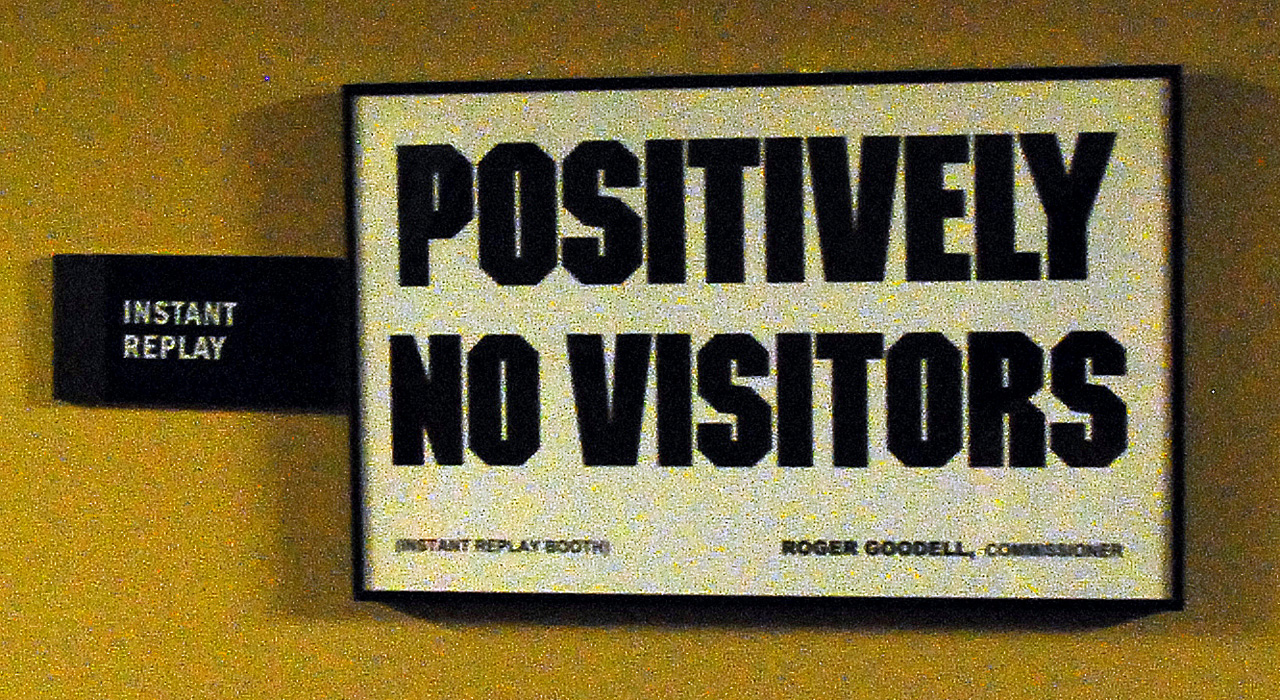 INSTANT
REPLAY
POSITIVELY
NO VISITORS
(INSTANT REPLAY BOOTH)
ROGER GOODELL, COMMISSIONER